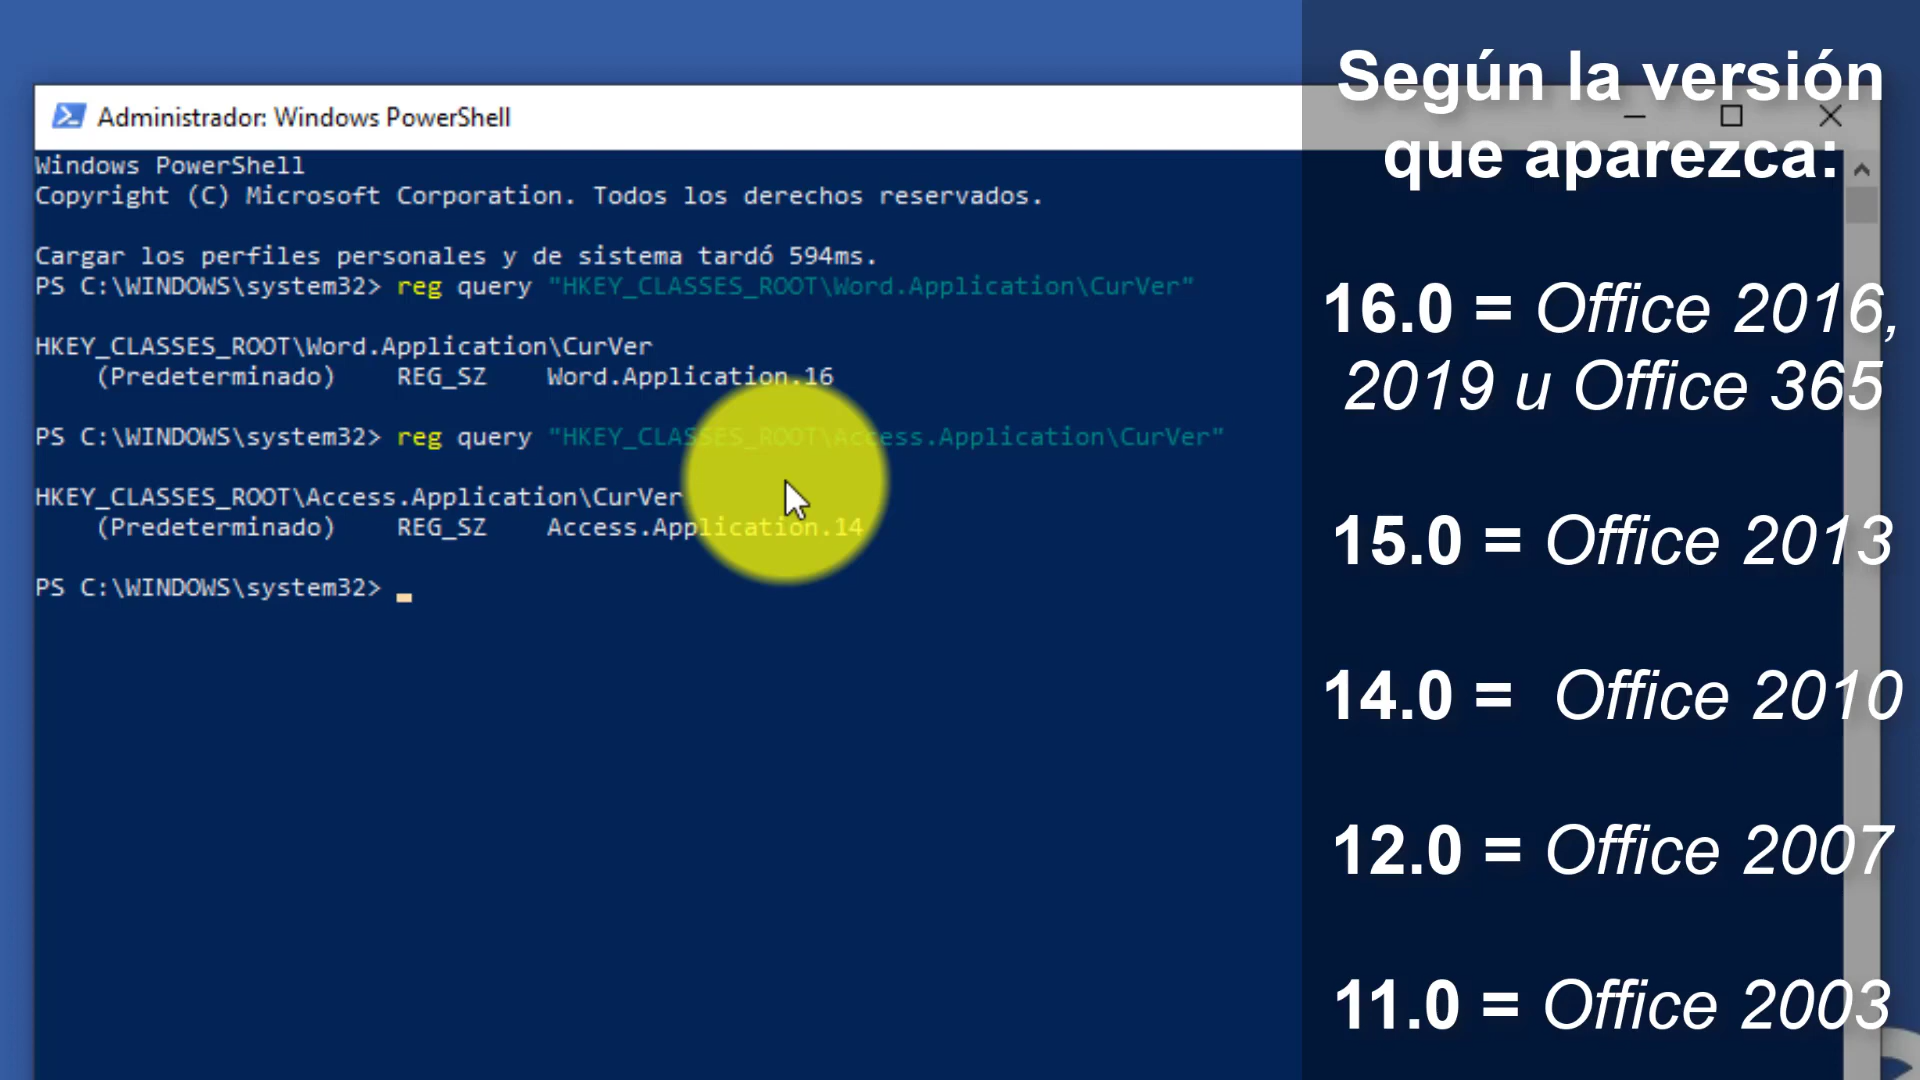 Administrador: Windows PowerShell
Windows PowerShell
Copyright (C) Microsoft Corporation. Todos los derechos reservados.
Cargar los perfiles personales y de sistema tardó 594ms.
PS C:\WINDOWS\system32> reg query "HKEY_CLASSES_ROOT\Word.Application\CurVer"
HKEY_CLASSES_ROOT\Word.Application\CurVer
(Predeterminado) REG_SZ Word.Application.16
PS C:\WINDOWS\system32> reg query "HKEY_CLASSES_ROOT\Access.Application\CurVer"
HKEY_CLASSES_ROOT\Access.Application\CurVer
(Predeterminado) REG_SZ Access.Application.14
PS C:\WINDOWS\system32>
Según la versión
que aparezca:
16.0 = Office 2016,
2019 u Office 365
15.0 = Office 2013
14.0 = Office 2010
12.0 = Office 2007
11.0 = Office 2003